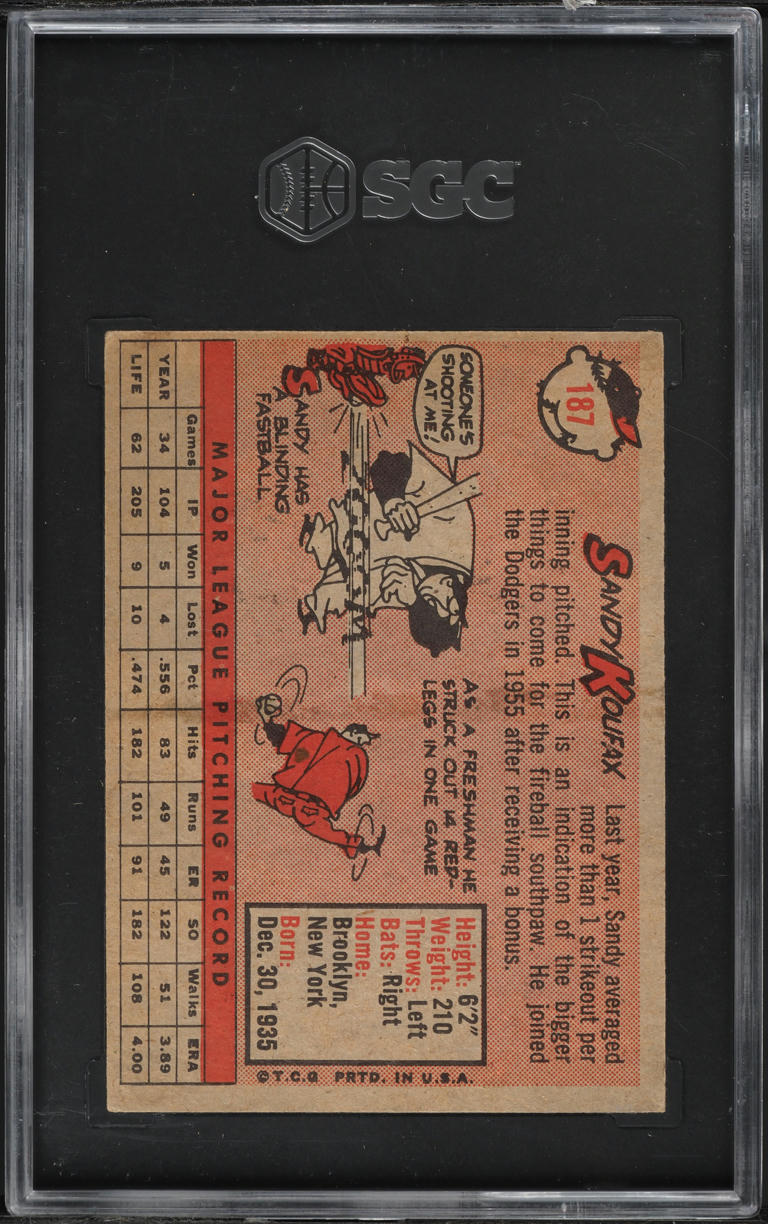 SGC
187
SANDY KOUFAX
Last year, Sandy averaged
more than 1 strikeout per
inning pitched. This is an indication of the bigger
things to come for the fireball southpaw. He joined
the Dodgers in 1955 after receiving a bonus.
SOMEONE'S
SHOOTING
AT ME!
SANDY HAS
A BLINDING
FASTBALL
AS A FRESHMAN HE
STRUCK OUT 14 RED-
LEGS IN ONE GAME
Height: 6'2"
Weight: 210
Throws: Left
Bats: Right
Home:
Brooklyn,
New York
Born:
Dec. 30, 1935
©T.C.G PRTD. IN U.S.A.
MAJOR LEAGUE PITCHING RECORD
Games IP Won Lost Pct Hits Runs ER SO Walks ERA
YEAR 34 104 5 4 .556 83 49 45 122 51 3.89
LIFE 62 205 9 10 .474 182 101 91 182 108 4.00